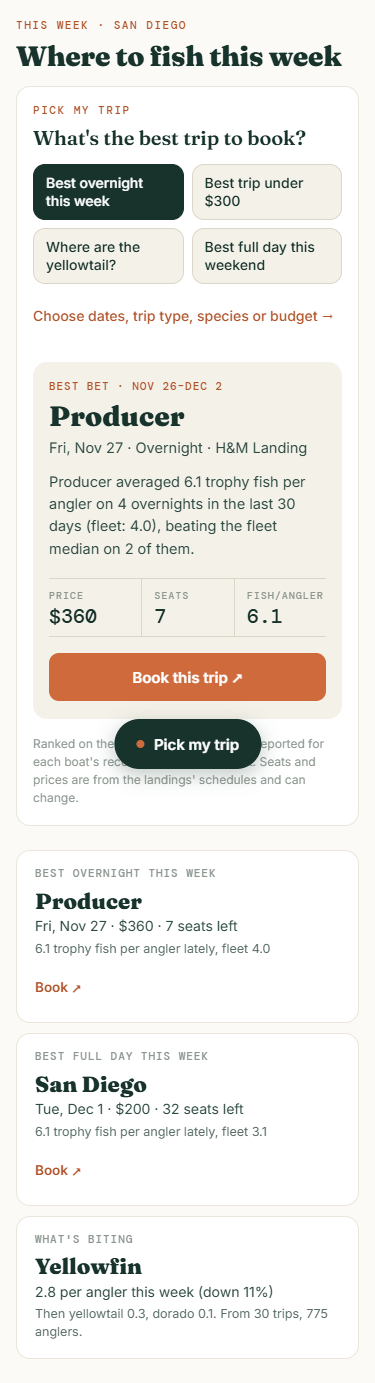 THIS WEEK · SAN DIEGO
Where to fish this week
PICK MY TRIP
What's the best trip to book?
Best overnight
this week
Best trip under
$300
Where are the
yellowtail?
Best full day this
weekend
Choose dates, trip type, species or budget →
BEST BET · NOV 26–DEC 2
Producer
Fri, Nov 27 · Overnight · H&M Landing
Producer averaged 6.1 trophy fish per
angler on 4 overnights in the last 30
days (fleet: 4.0), beating the fleet
median on 2 of them.
PRICE
$360
SEATS
7
FISH/ANGLER
6.1
Book this trip ↗
Pick my trip
Ranked on the
each boat's Seats and
prices are from the landings' schedules and can
change.
BEST OVERNIGHT THIS WEEK
Producer
Fri, Nov 27 · $360 · 7 seats left
6.1 trophy fish per angler lately, fleet 4.0
Book ↗
BEST FULL DAY THIS WEEK
San Diego
Tue, Dec 1 · $200 · 32 seats left
6.1 trophy fish per angler lately, fleet 3.1
Book ↗
WHAT'S BITING
Yellowfin
2.8 per angler this week (down 11%)
Then yellowtail 0.3, dorado 0.1. From 30 trips, 775
anglers.